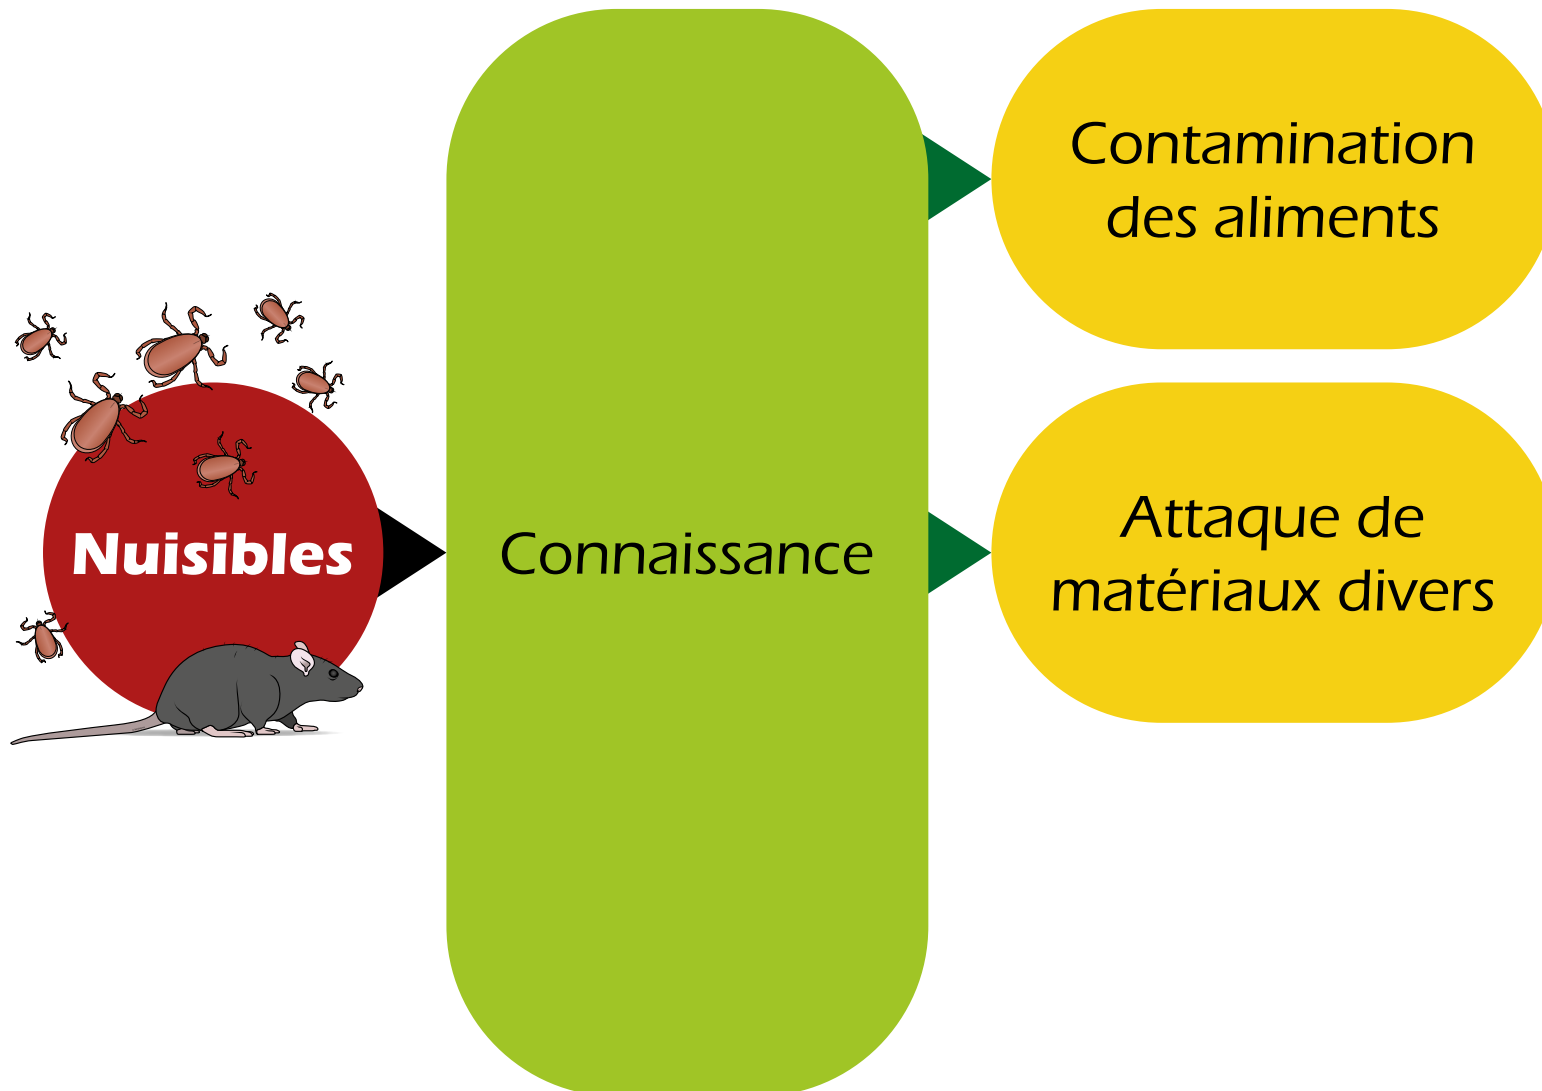 Nuisibles
Connaissance
Contamination
des aliments
Attaque de
matériaux divers